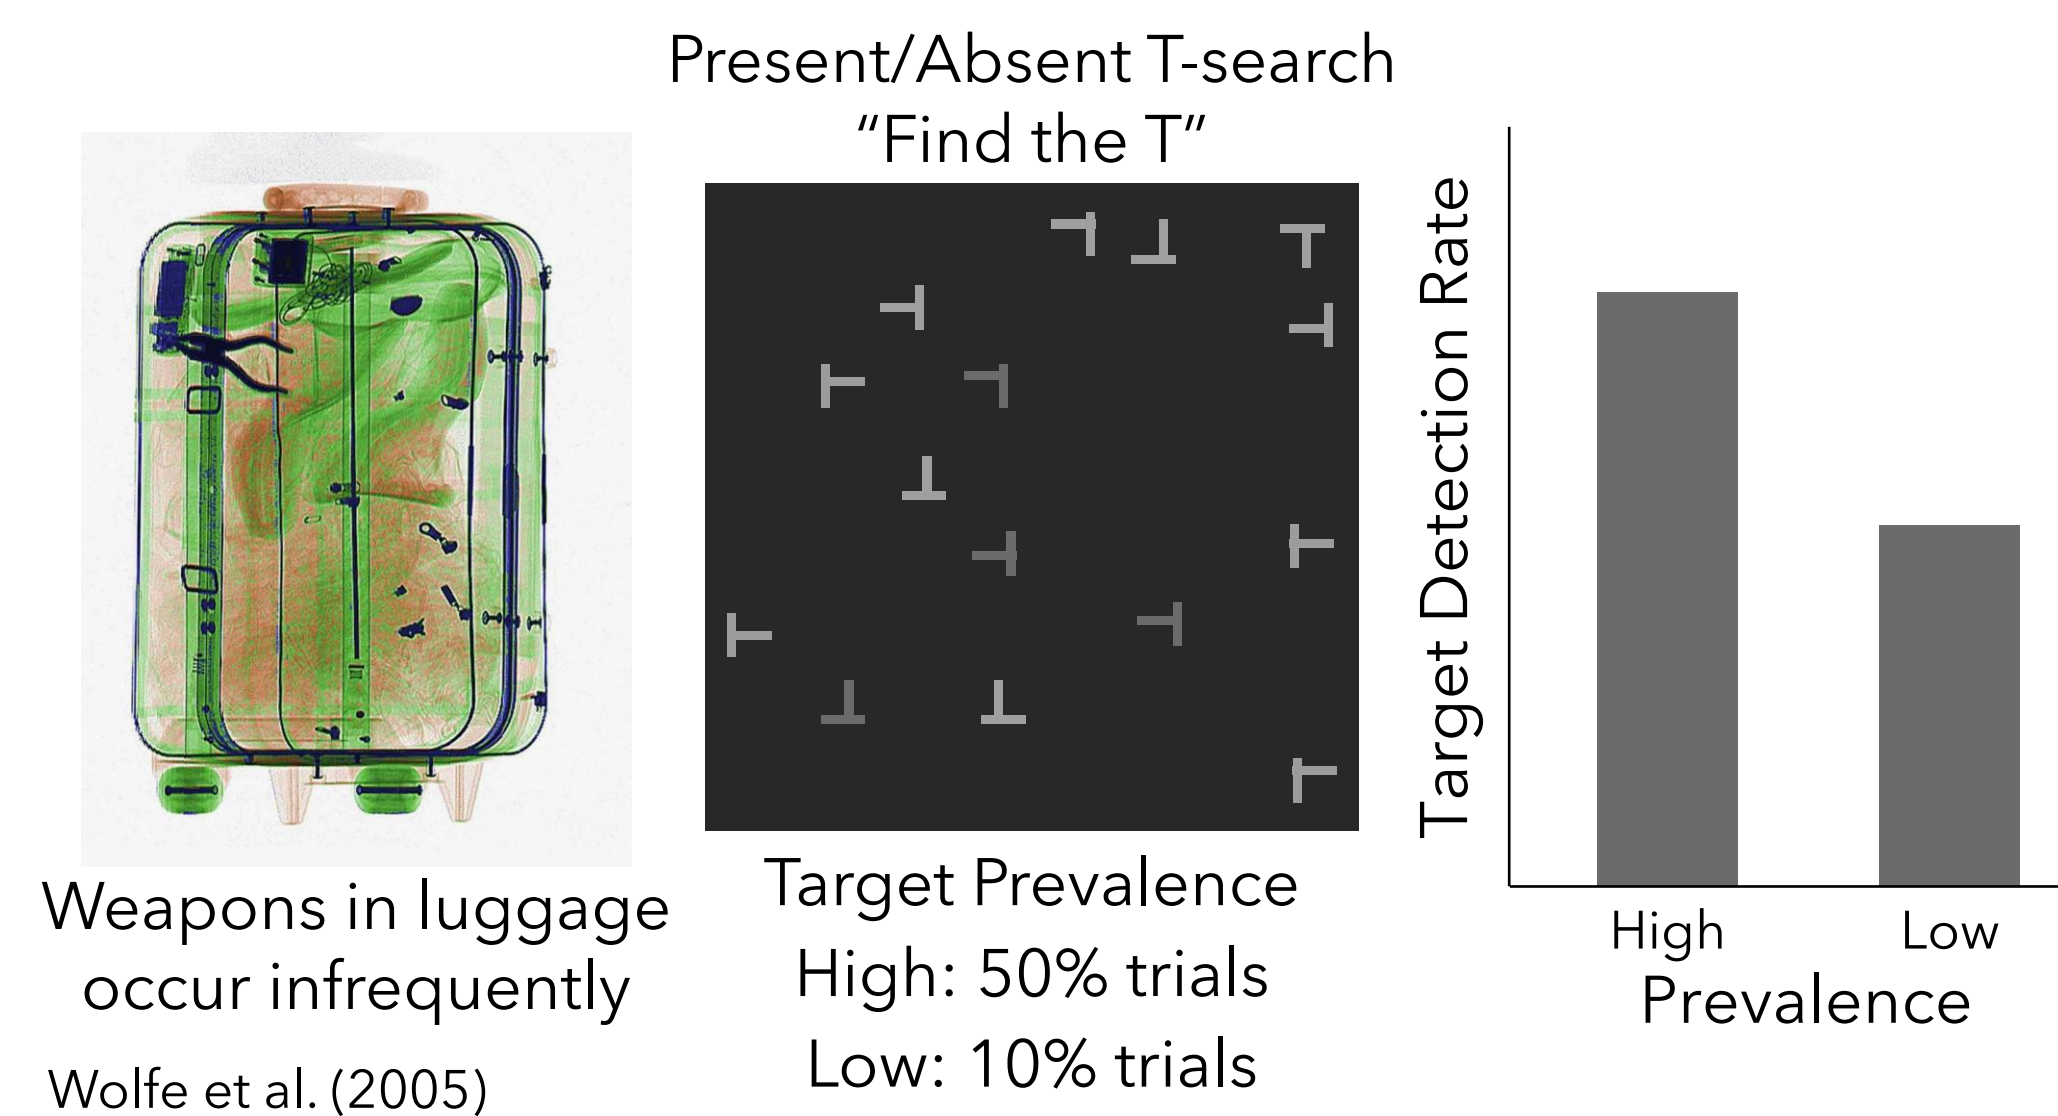 Present/Absent T-search
“Find the T”
Weapons in luggage
occur infrequently
Wolfe et al. (2005)
Target Prevalence
High: 50% trials
Low: 10% trials
Target Detection Rate
High
Low
Prevalence